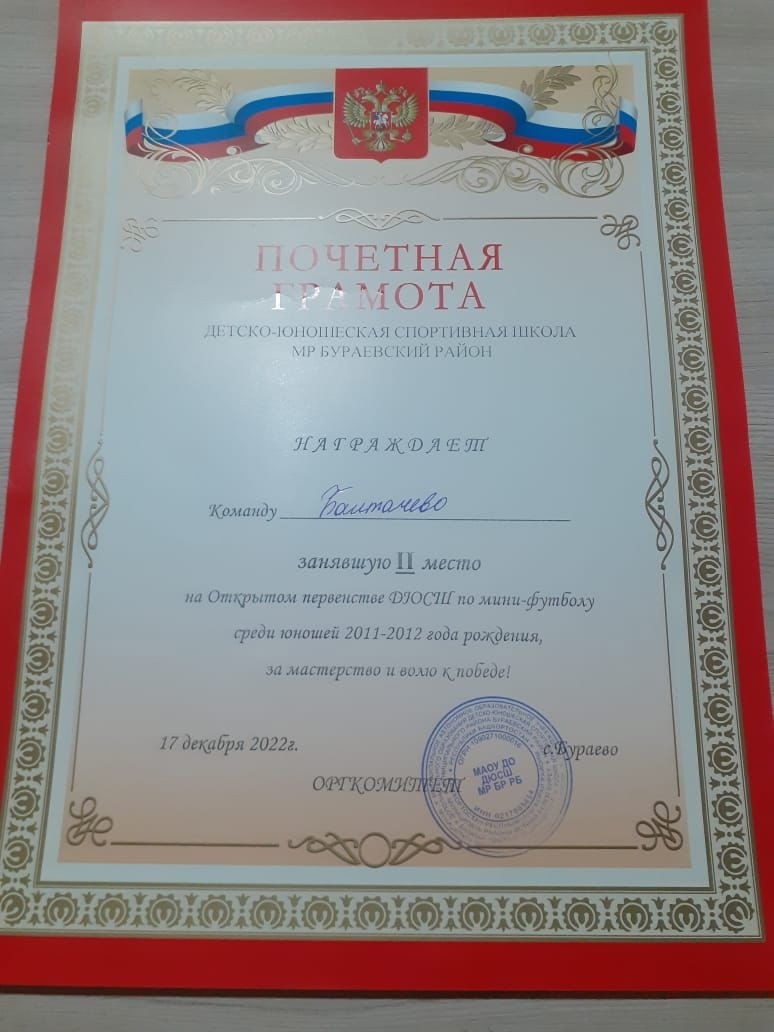 ПОЧЕТНАЯ
ГРАМОТА
ДЕТСКО-ЮНОШЕСКАЯ СПОРТИВНАЯ ШКОЛА
МР БУРАЕВСКИЙ РАЙОН
НАГРАЖДАЕТ
Команду Балтачево
занявшую II место
на Открытом первенстве ДЮСШ по мини-футболу
среди юношей 2011-2012 года рождения,
за мастерство и волю к победе!
17 декабря 2022г.
с.Бураево
ОРГКОМИТЕТ
МАОУ ДО
ДЮСШ
МР БР РБ